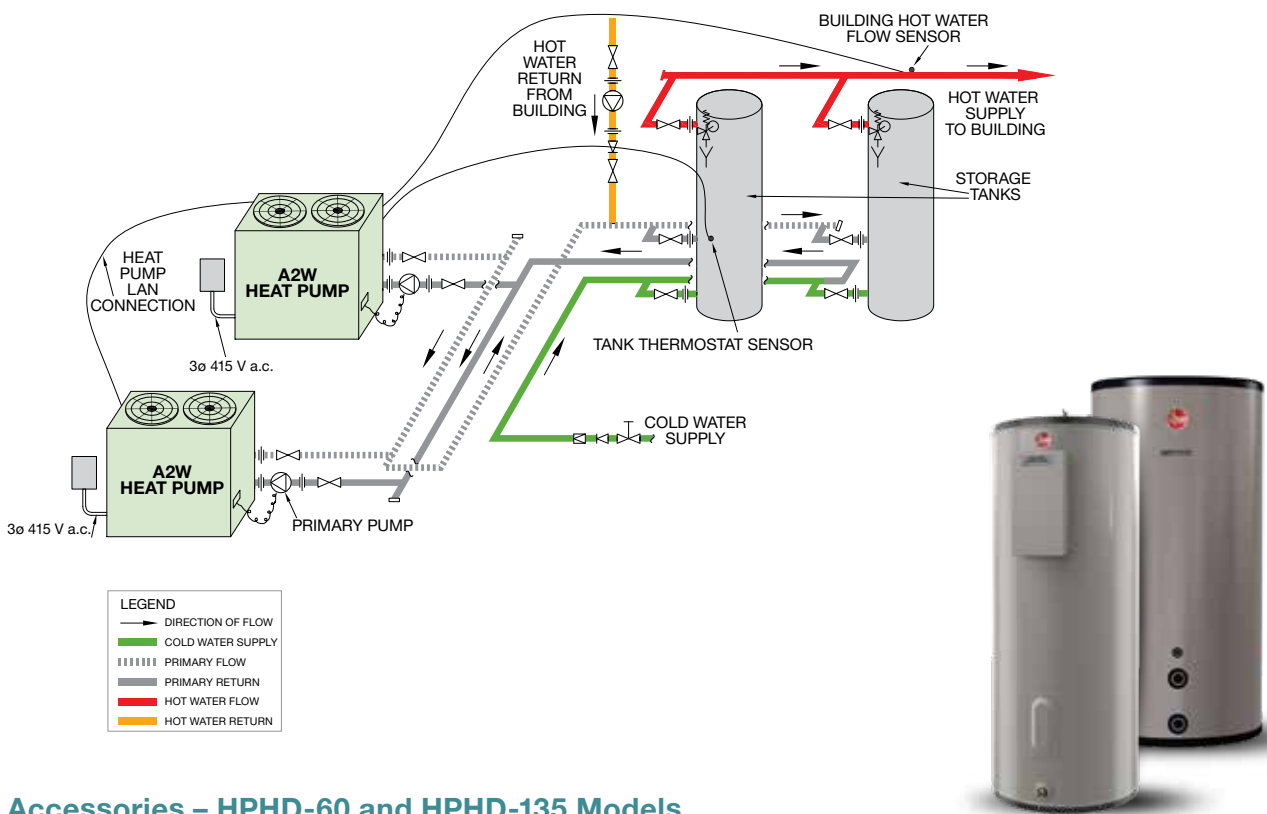 BUILDING HOT WATER
FLOW SENSOR
HOT
WATER
RETURN
FROM
BUILDING
HOT WATER
SUPPLY
TO BUILDING
STORAGE
TANKS
HEAT
PUMP
LAN
CONNECTION
A2W
HEAT PUMP
3ø 415 V a.c.
TANK THERMOSTAT SENSOR
COLD WATER
SUPPLY
A2W
HEAT PUMP
3ø 415 V a.c.
PRIMARY PUMP
LEGEND
DIRECTION OF FLOW
COLD WATER SUPPLY
PRIMARY FLOW
PRIMARY RETURN
HOT WATER FLOW
HOT WATER RETURN
Accessories – HPHD-60 and HPHD-135 Models